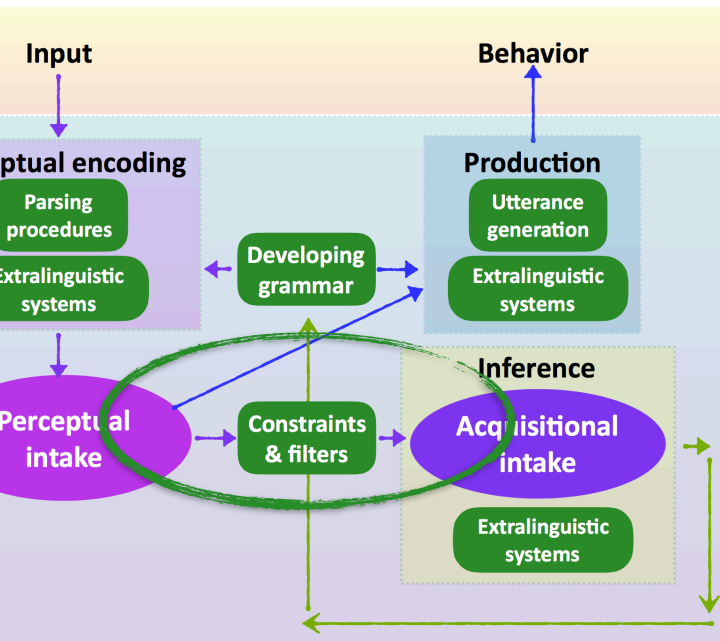 Input
Behavior
ptual encoding
Production
Parsing
procedures
Utterance
generation
Developing
grammar
Extralinguistic
systems
Extralinguistic
systems
Inference
Perceptual
intake
Constraints
& filters
Acquisitional
intake
Extralinguistic
systems